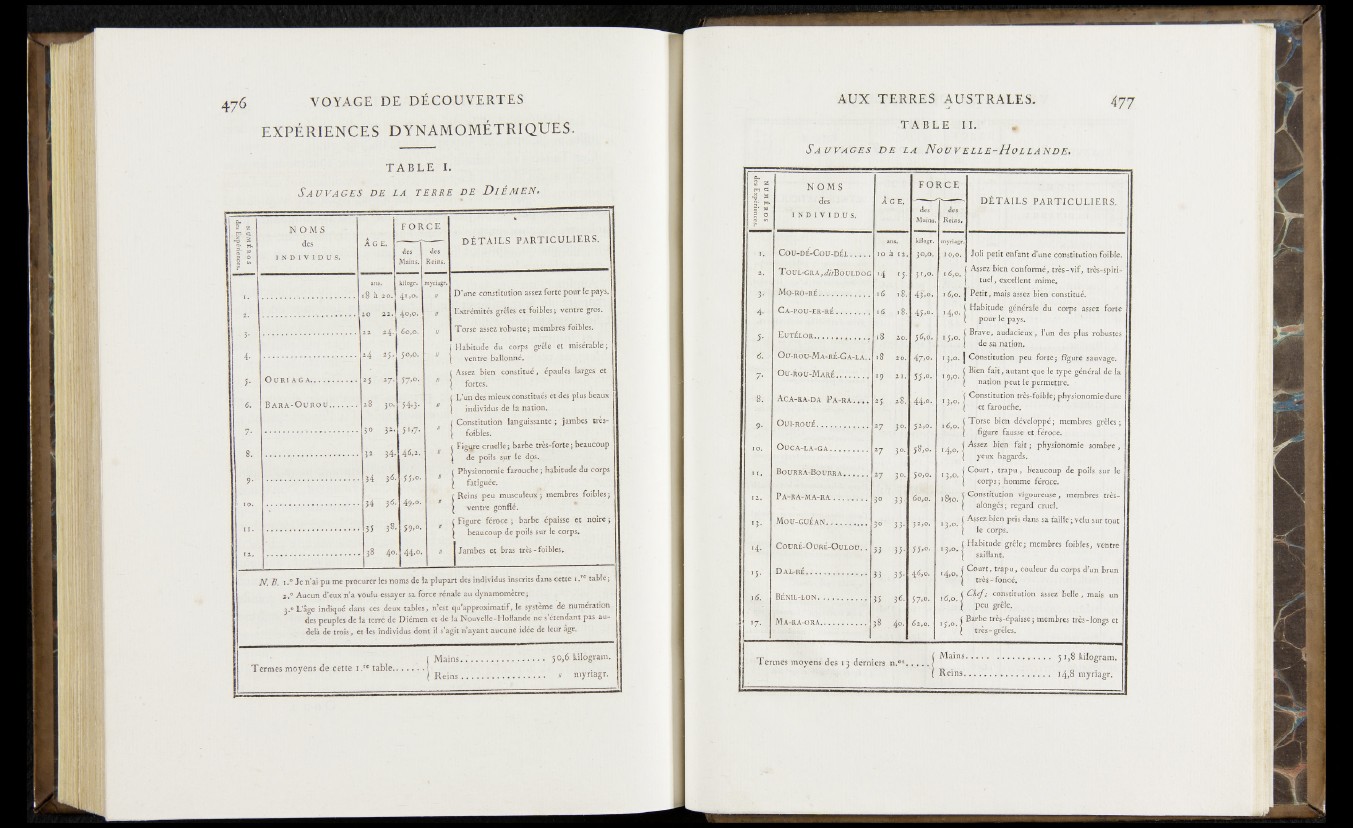 476 VOYAGE DE DÉCOUVERTES
EXPÉRIENCES DYNAMOMÉTRIQUES.
TABLE I.
SAUVAGES DE LA TERRE DE DIÉMEN.
NUMÉROS des Expériences.
NOMS des INDIVIDUS.
ÂGE.
FORCE
des Mains.
des Reins.
DÉTAILS PARTICULIERS.
ans. kilogr. myriagr.
1. 18 à 20. 41,0. " D'une constitution assez forte pour le pays.
2. 20 22. 40,0. " Extrémités grêles et foibles; ventre gros.
3. 22 24. 60,0. " Torse assez robuste; membres foibles.
4. 24 25. 50,0. " Habitude du corps grêle et misérable;
ventre ballonné.
5. OURIAGA 25 27. 57,0. " Assez bien constitué, épaules larges et
fortes.
6. BARA-OUROU 28 30. 54,3. " L'un des mieux constitués et des plus beaux
individus de la nation.
7. 30 32. 51,7. " Constitution languissante; jambes très-
foibles.
8. 32 34. 46,2. " Figure cruelle; barbe très-forte; beaucoup
de poils sur le dos.
9. 34 36. 55,0. " Physionomie farouche; habitude du corps
fatiguée.
10. 34 36. 49,0. " Reins peu musculeux; membres foibles;
ventre gonflé.
11. 35 38. 59,0. " Figure féroce; barbe épaisse et noire;
beaucoup de poils sur le corps.
12. 38 40. 44,0. " Jambes et bras très-foibles.
N. B. 1.° Je n'ai pu me procurer les noms de la plupart des individus inscrits dans cette 1.re table;
2.° Aucun d'eux n'a voulu essayer sa force rénale au dynamomètre;
3.° L'âge indiqué dans ces deux tables, n'est qu'approximatif, le système de numération
des peuples de la terre de Diémen et de la Nouvelle-Hollande ne s'étendant pas au-
delà de trois, et les individus dont il s'agit n'ayant aucune idée de leur âge.
Termes moyens de cette 1.re table
Mains 50,6 kilogram.
Reins " myriagr.
AUX TERRES AUSTRALES. 477
TABLE II.
SAUVAGES DE LA NOUVELLE-HOLLANDE.
NUMÉROS des Expériences.
NOMS des INDIVIDUS.
ÂGE.
FORCE
des Mains.
des Reins.
DÉTAILS PARTICULIERS.
ans. kilogr. myriagr.
1. COU-DÉ-COU-DÉL 10 à 12. 30,0. 10,0. Joli petit enfant d'une constitution foible.
2. TOUL-GRA, dit BOULDOG 14 15. 31,0. 16,0. Assez bien conformé, très-vif, très-spiri-
tuel, excellent mime.
3. MO-RO-RÉ 16 18. 43,0. 16,0. Petit, mais assez bien constitué.
4. CA-POU-ER-RÉ 16 18. 45,0. 14,0. Habitude générale du corps assez forte
pour le pays.
5. EUTÉLOR 18 20. 56,0. 15,0. Brave, audacieux, l'un des plus robustes
de sa nation.
6. OU-ROU-MA-RÉ-GA-LA 18 20. 47,0. 13,0. Constitution peu forte; figure sauvage.
7. OU-ROU-MARÉ 19 21. 55,0. 19,0. Bien fait, autant que le type général de la
nation peut le permettre.
8. ACA-RA-DA PA-RA 25 28. 44,0. 13,0. Constitution très-foible; physionomie dure
et farouche.
9. OUI-ROUÉ 27 30. 52,0. 16,0. Torse bien développé; membres grêles;
figure fausse et féroce.
10. OUCA-LA-GA 27 30. 58,0. 14,0. Assez bien fait; physionomie sombre,
yeux hagards.
11. BOURRA-BOURRA 27 30. 50,0. 13,0. Court, trapu, beaucoup de poils sur le
corps; homme féroce.
12. PA-RA-MA-RA 30 33. 60,0. 18,0. Constitution vigoureuse, membres très-
alongés; regard cruel.
13. MOU-GUÉAN 30 33. 32,0. 13,0. Assez bien pris dans sa taille; velu sur tout
le corps.
14. COURÉ-OURÉ-OULOU 33 35. 55,0. 13,0. Habitude grêle; membres foibles, ventre
saillant.
15. DAL-RÉ 33 35. 46,0. 14,0. Court, trapu, couleur du corps d'un brun
très-foncé.
16. BÉNIL-LON 35 36. 57,0. 16,0. Chef; constitution assez belle, mais un
peu grêle.
17. MA-RA-ORA 38 40. 62,0. 15,0. Barbe très-épaisse; membres très-longs et
très-grêles.
Termes moyens des 13 derniers n.os
Mains 51,8 kilogram.
Reins 14,8 myriagr.